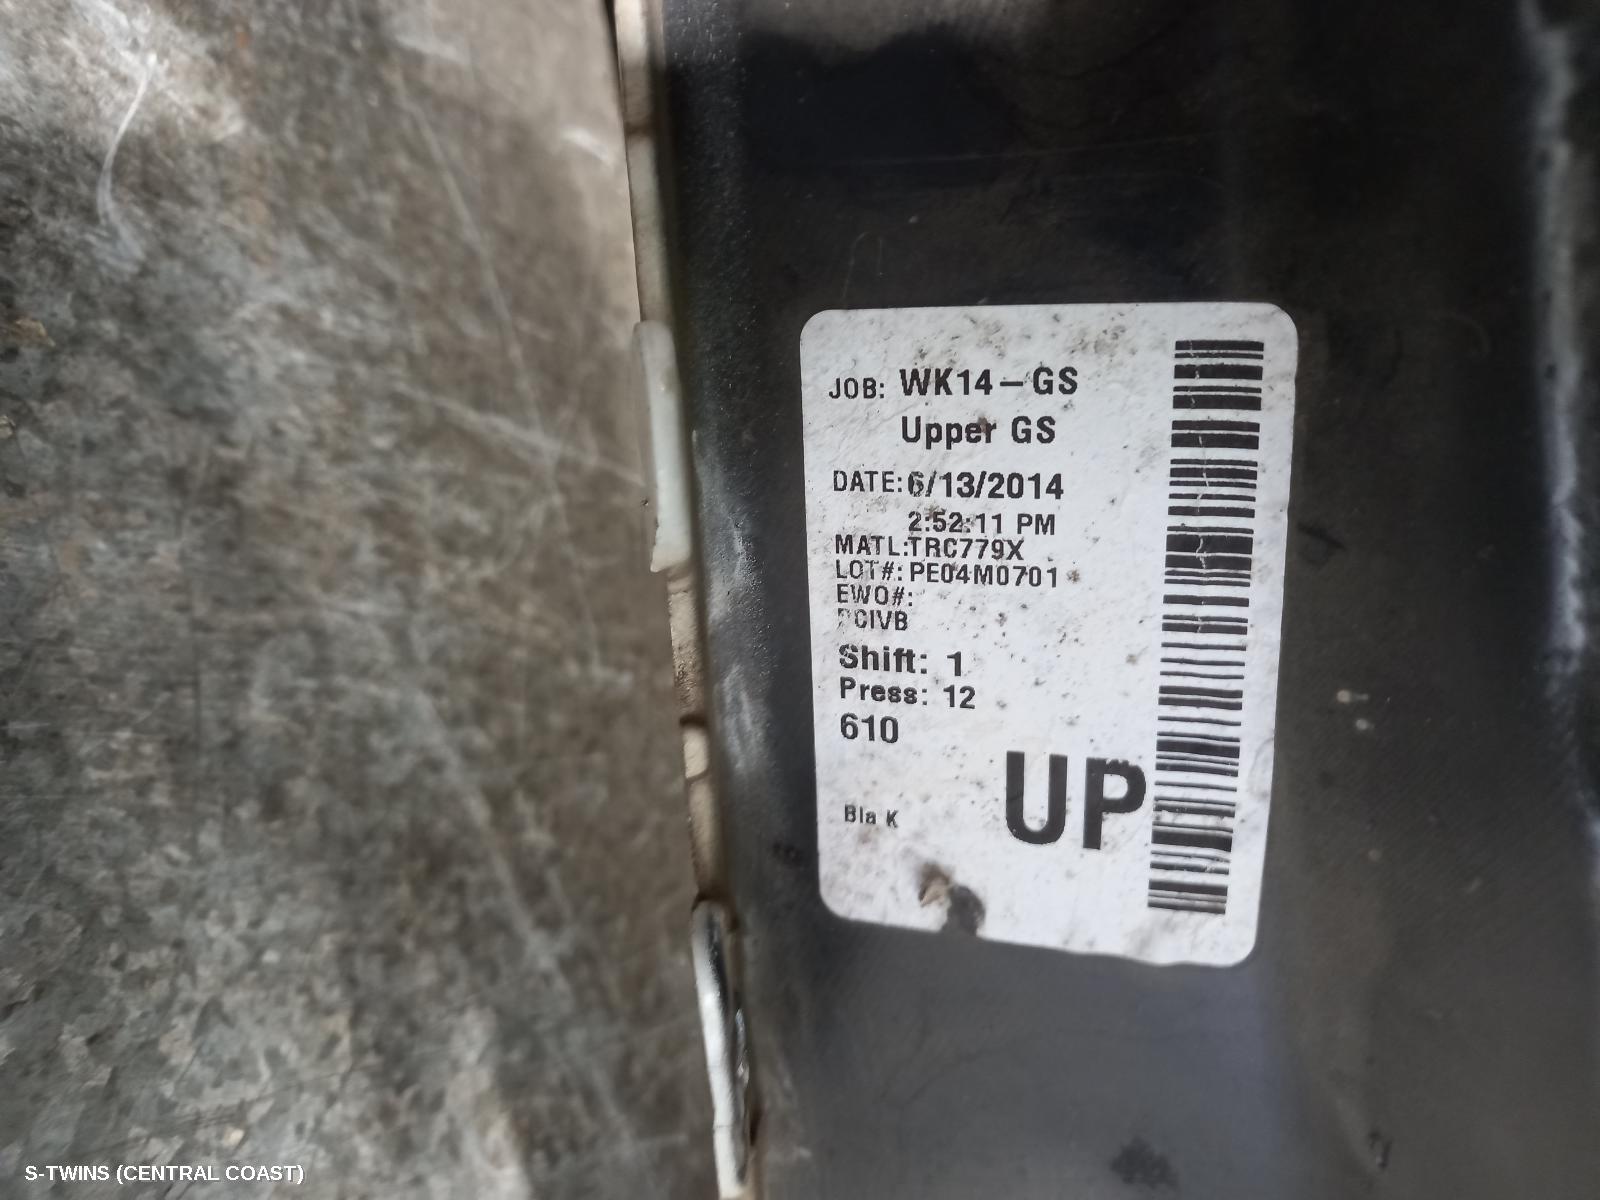 JOB: WK14-GS
Upper GS
DATE: 6/13/2014
2:52:11 PM
MATL: TRC779X
LOT#: PE04M0701
EWO#:
Shift: 1
Press: 12
610
UP
Bla K
S-TWINS (CENTRAL COAST)